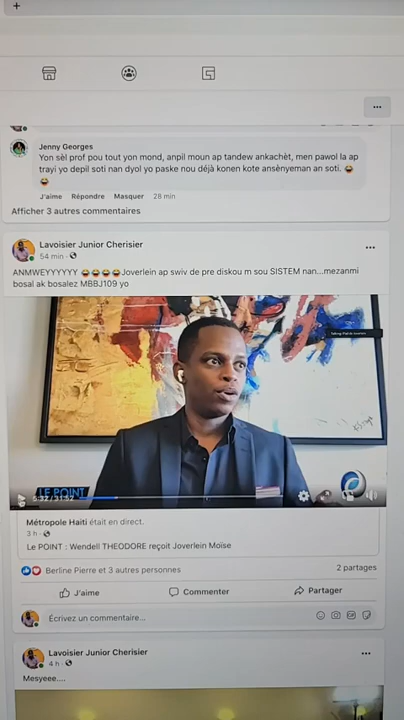 Jenny Georges
Yon sèl prof pou tout yon mond, anpil moun ap tandew ankachèt, men pawol la ap
trayi yo depil soti nan dyol yo paske nou déjà konen kote ansènyeman an soti. 😂
😂
J'aime Répondre Masquer 28 min
Afficher 3 autres commentaires
Lavoisier Junior Cherisier
54 min
ANMWEYYYYYY 😂😂😂😂Joverlein ap swiv de pre diskou m sou SISTEM nan...mezanmi
bosal ak bosalez MBBJ109 yo
LE POINT
5:32 / 31:52
Métropole Haiti était en direct.
3 h
Le POINT : Wendell THEODORE reçoit Joverlein Moïse
Berline Pierre et 3 autres personnes
2 partages
J'aime
Commenter
Partager
Écrivez un commentaire...
Lavoisier Junior Cherisier
4 h
Mesyeee....